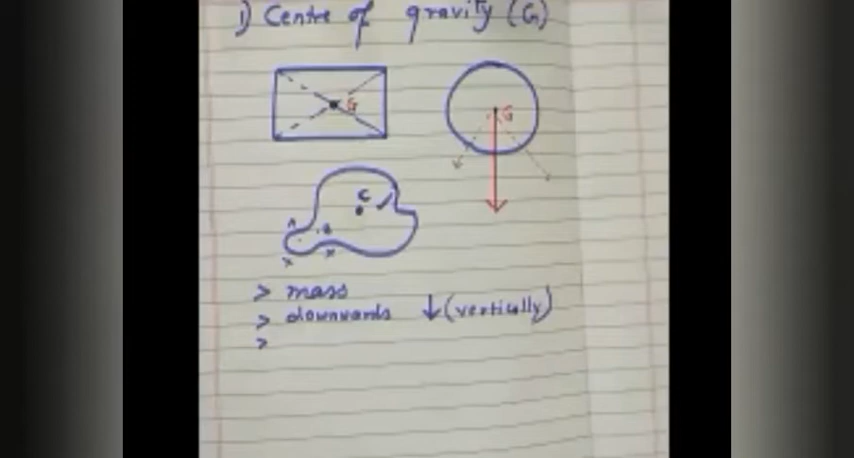 1) Centre of gravity (G)
G
G
C
A
B
x
x
> mass
> downwards ↓ (vertically)
>